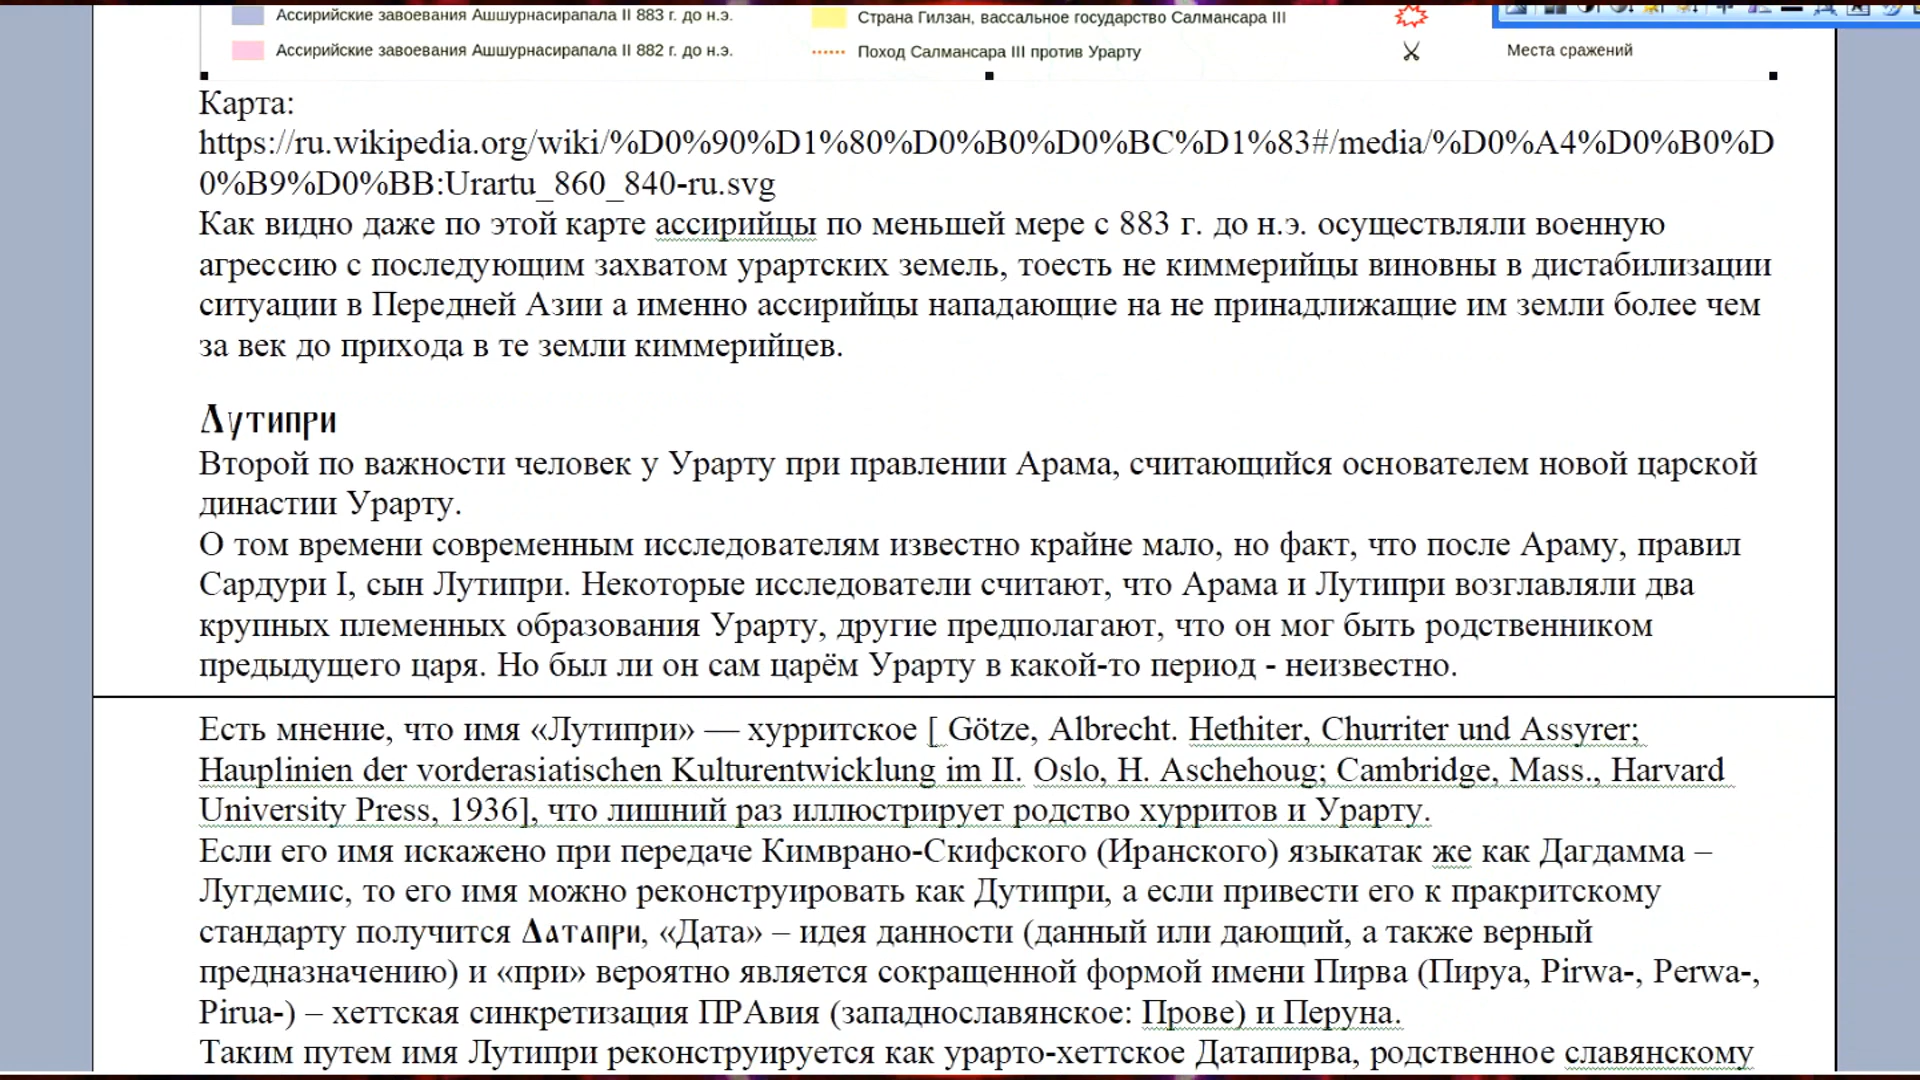 Ассирийские завоевания Ашшурнасирапала II 883 г. до н.э.
Страна Гилзан, вассальное государство Салмансара III
Ассирийские завоевания Ашшурнасирапала II 882 г. до н.э.
Поход Салмансара III против Урарту
Места сражений
Карта:
https://ru.wikipedia.org/wiki/%D0%90%D1%80%D0%B0%D0%BC%D1%83#/media/%D0%A4%D0%B0%D
0%B9%D0%BB:Urartu_860_840-ru.svg
Как видно даже по этой карте ассирийцы по меньшей мере с 883 г. до н.э. осуществляли военную
агрессию с последующим захватом урартских земель, тоесть не киммерийцы виновны в дистабилизации
ситуации в Передней Азии а именно ассирийцы нападающие на не принадлижащие им земли более чем
за век до прихода в те земли киммерийцев.
Лутипри
Второй по важности человек у Урарту при правлении Арама, считающийся основателем новой царской
династии Урарту.
О том времени современным исследователям известно крайне мало, но факт, что после Араму, правил
Сардури I, сын Лутипри. Некоторые исследователи считают, что Арама и Лутипри возглавляли два
крупных племенных образования Урарту, другие предполагают, что он мог быть родственником
предыдущего царя. Но был ли он сам царём Урарту в какой-то период - неизвестно.
Есть мнение, что имя «Лутипри» — хурритское [ Götze, Albrecht. Hethiter, Churriter und Assyrer;
Hauplinien der vorderasiatischen Kulturentwicklung im II. Oslo, H. Aschehoug; Cambridge, Mass., Harvard
University Press, 1936], что лишний раз иллюстрирует родство хурритов и Урарту.
Если его имя искажено при передаче Кимврано-Скифского (Иранского) языкатак же как Дагдамма –
Лугдемис, то его имя можно реконструировать как Дутипри, а если привести его к пракритскому
стандарту получится Датапри, «Дата» – идея данности (данный или дающий, а также верный
предназначению) и «при» вероятно является сокращенной формой имени Пирва (Пируа, Pirwa-, Perwa-,
Pirua-) – хеттская синкретизация ПРАвия (западнославянское: Прове) и Перуна.
Таким путем имя Лутипри реконструируется как урарто-хеттское Датапирва, родственное славянскому